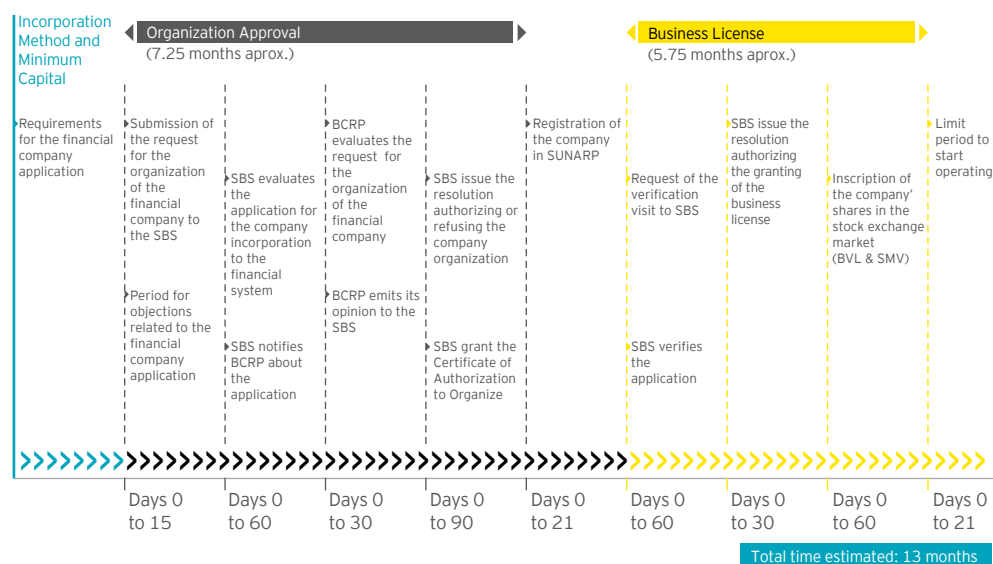 Incorporation
Method and
Minimum
Capital
Organization Approval
(7.25 months aprox.)
Business License
(5.75 months aprox.)
Requirements
for the financial
company
application
Submission of
the request
for the
organization
of the
financial
company to
the SBS
Period for
objections
related to the
financial
company
application
SBS evaluates
the
application for
the company
incorporation
to the
financial
system
SBS notifies
BCRP about
the
application
BCRP
evaluates the
request for
the
organization
of the
financial
company
BCRP emits its
opinion to the
SBS
SBS issue the
resolution
authorizing or
refusing the
company
organization
SBS grant the
Certificate of
Authorization
to Organize
Registration of
the company
in SUNARP
Request of the
verification
visit to SBS
SBS verifies
the
application
SBS issue the
resolution
authorizing
the granting
of the
business
license
Inscription of
the company'
shares in the
stock exchange
market
(BVL & SMV)
Limit
period to
start
operating
Days 0
to 15
Days 0
to 60
Days 0
to 30
Days 0
to 90
Days 0
to 21
Days 0
to 60
Days 0
to 30
Days 0
to 60
Days 0
to 21
Total time estimated: 13 months